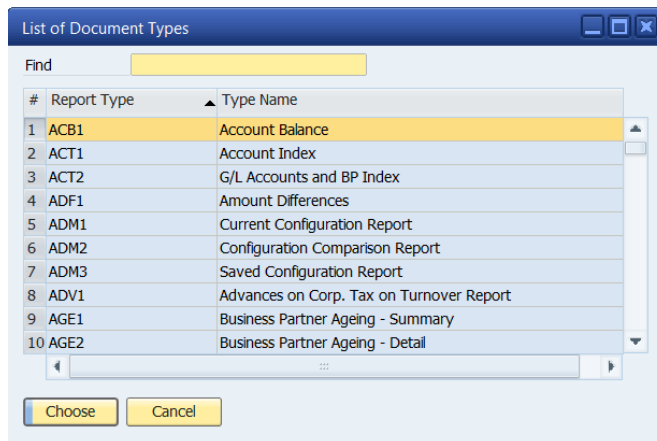 List of Document Types
Find
# Report Type Type Name
1 ACB1 Account Balance
2 ACT1 Account Index
3 ACT2 G/L Accounts and BP Index
4 ADF1 Amount Differences
5 ADM1 Current Configuration Report
6 ADM2 Configuration Comparison Report
7 ADM3 Saved Configuration Report
8 ADV1 Advances on Corp. Tax on Turnover Report
9 AGE1 Business Partner Ageing - Summary
10 AGE2 Business Partner Ageing - Detail
Choose Cancel